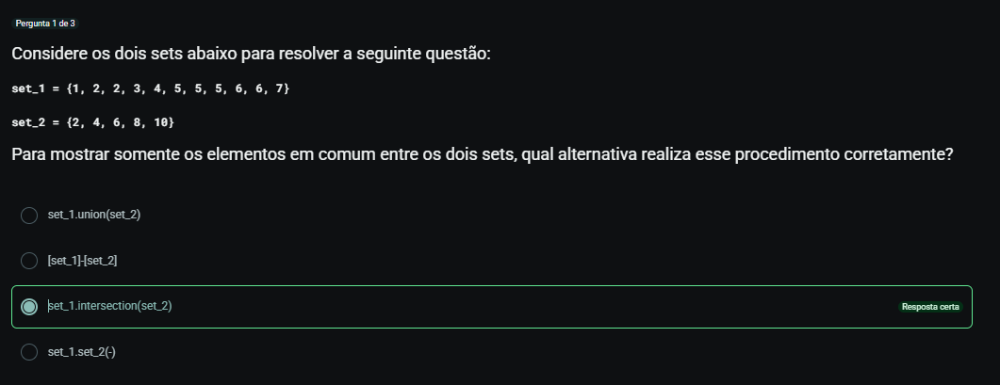 Pergunta 1 de 3
Considere os dois sets abaixo para resolver a seguinte questão:
set_1 = {1, 2, 2, 3, 4, 5, 5, 5, 6, 6, 7}
set_2 = {2, 4, 6, 8, 10}
Para mostrar somente os elementos em comum entre os dois sets, qual alternativa realiza esse procedimento corretamente?
set_1.union(set_2)
[set_1]-[set_2]
set_1.intersection(set_2) Resposta certa
set_1.set_2(-)